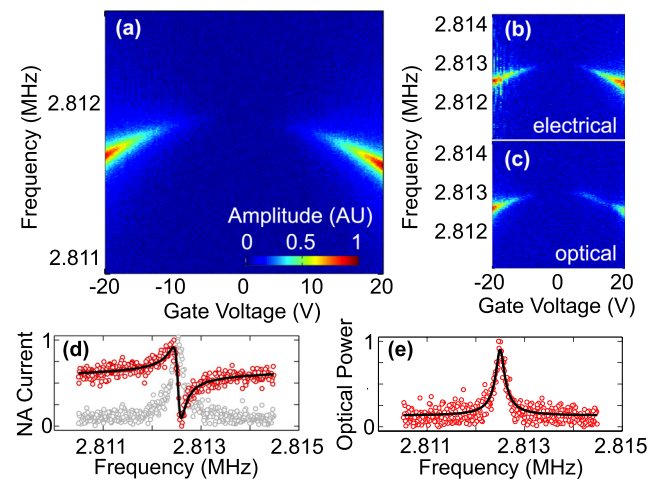 (a)
Frequency (MHz)
2.812
2.811
Amplitude (AU)
0 0.5 1
-20 -10 0 10 20
Gate Voltage (V)
(b)
2.814
2.813
2.812
electrical
Frequency (MHz)
(c)
2.814
2.813
2.812
optical
-20 0 20
Gate Voltage (V)
(d)
NA Current
1
0
2.811 2.813 2.815
Frequency (MHz)
(e)
Optical Power
1
0
2.811 2.813 2.815
Frequency (MHz)